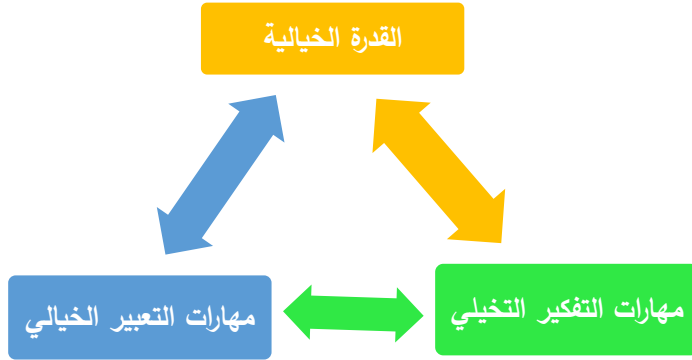 القدرة الخيالية
مهارات التفكير التخيلي
مهارات التعبير الخيالي